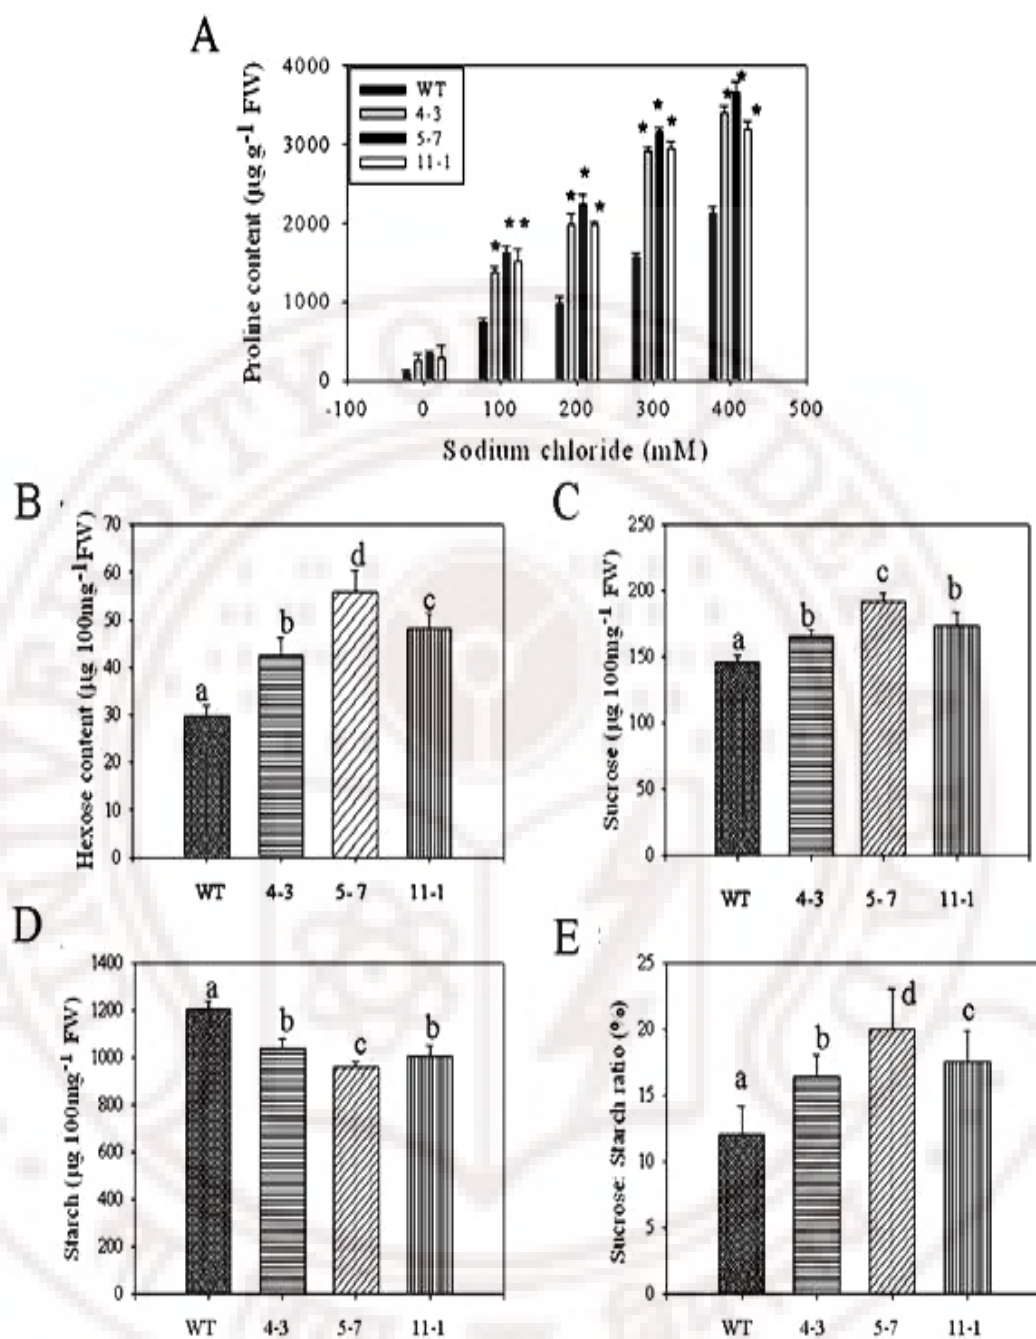 A
Proline content (µg g-1 FW)
4000
3000
2000
1000
0
WT
4-3
5-7
11-1
* * * * * * * * * * * *
-100 0 100 200 300 400 500
Sodium chloride (mM)
B
Hexose content (µg 100mg-1FW)
70
60
50
40
30
20
10
0
a b d c
WT 4-3 5-7 11-1
C
Sucrose (µg 100mg-1 FW)
250
200
150
100
50
0
a b c b
WT 4-3 5-7 11-1
D
Starch (µg 100mg-1 FW)
1400
1200
1000
800
600
400
200
0
a b c b
WT 4-3 5-7 11-1
E
Sucrose: Starch ratio (%)
25
20
15
10
5
0
a b d c
WT 4-3 5-7 11-1